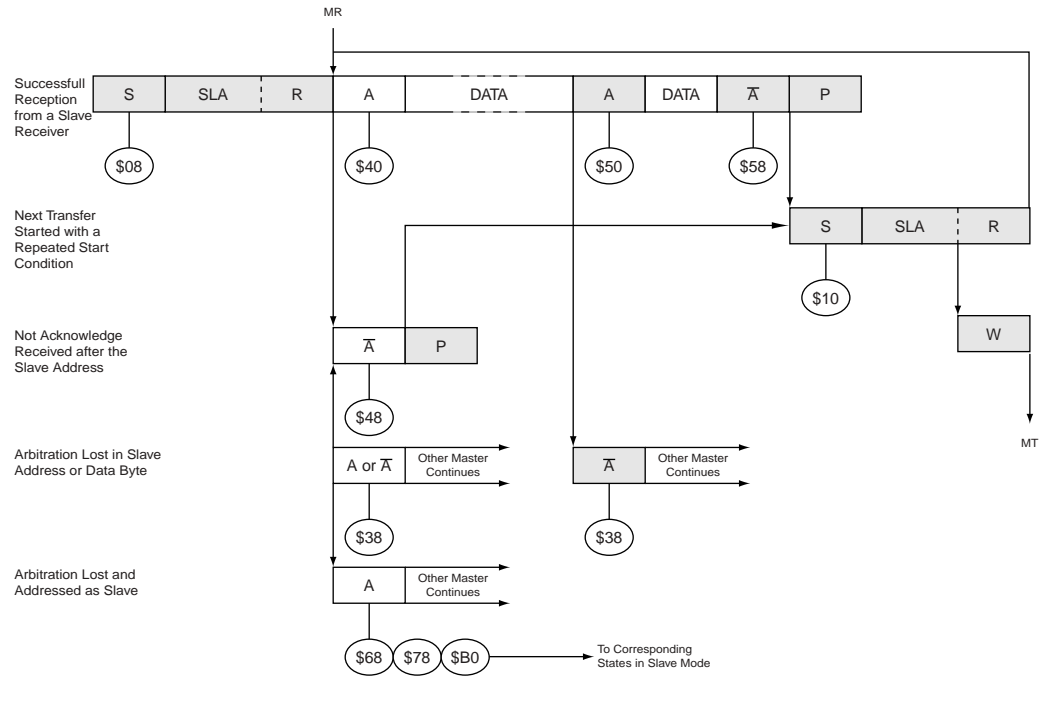 MR
Successfull
Reception
from a Slave
Receiver
S SLA R A DATA A DATA A̅ P
$08 $40 $50 $58
Next Transfer
Started with a
Repeated Start
Condition
S SLA R
$10
Not Acknowledge
Received after the
Slave Address
A̅ P
W
$48
MT
Arbitration Lost in Slave
Address or Data Byte
A or A̅ Other Master
Continues
A̅ Other Master
Continues
$38 $38
Arbitration Lost and
Addressed as Slave
A Other Master
Continues
$68 $78 $B0
To Corresponding
States in Slave Mode